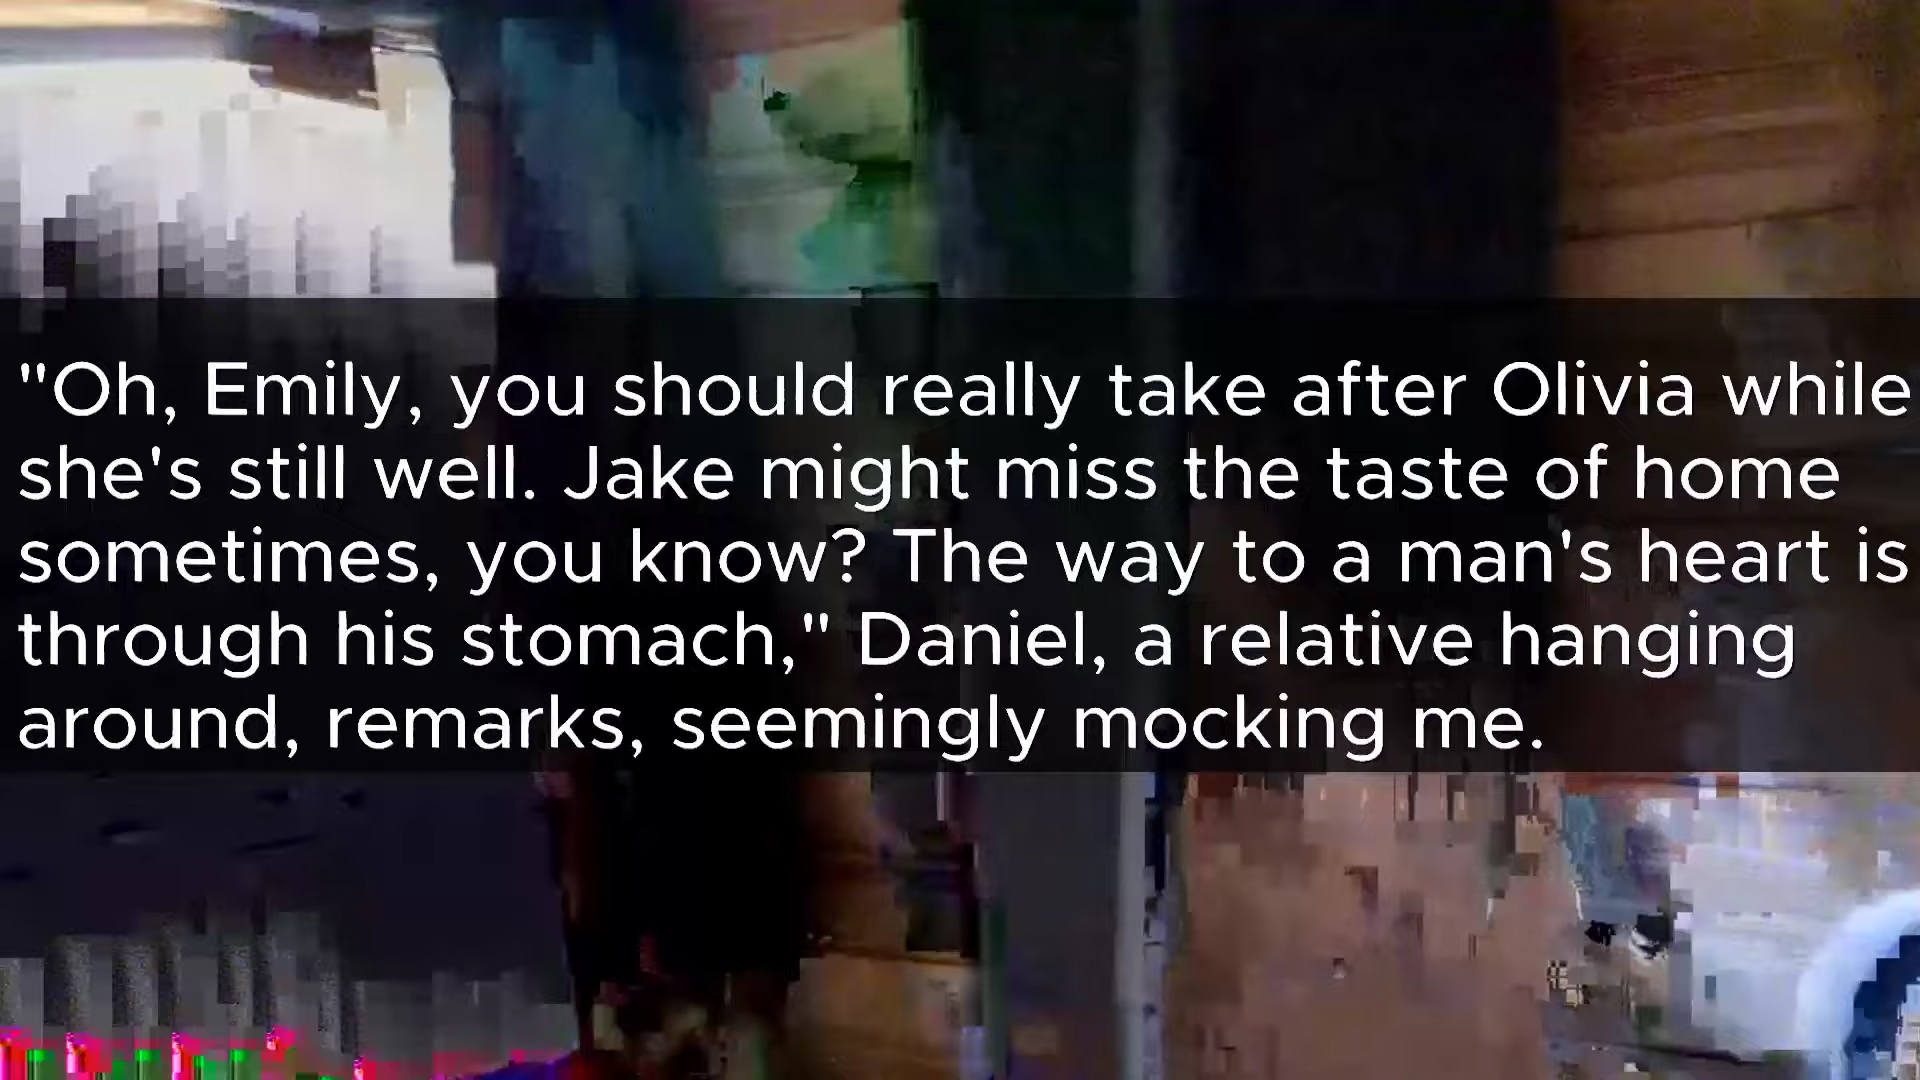 "Oh, Emily, you should really take after Olivia while
she's still well. Jake might miss the taste of home
sometimes, you know? The way to a man's heart is
through his stomach," Daniel, a relative hanging
around, remarks, seemingly mocking me.